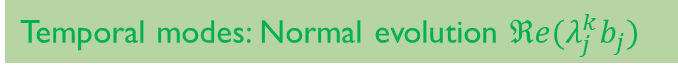 Temporal modes: Normal evolution ℜe(λ_j^k b_j)